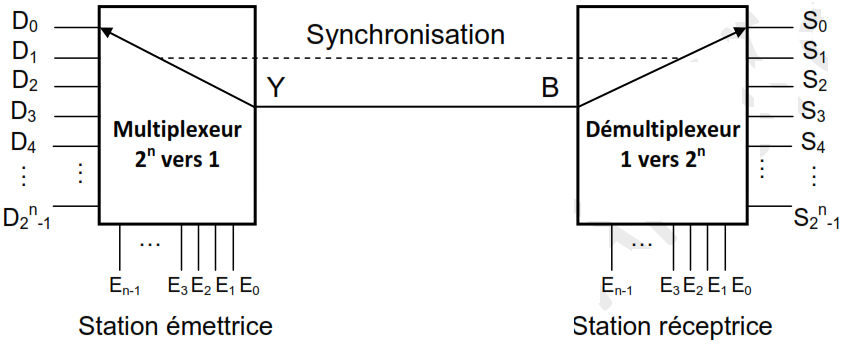 Synchronisation
D₀
D₁
D₂
D₃
D₄
⋮ ⋮
D₂ⁿ₋₁
Multiplexeur
2ⁿ vers 1
Y
B
Démultiplexeur
1 vers 2ⁿ
S₀
S₁
S₂
S₃
S₄
⋮ ⋮
S₂ⁿ₋₁
...
Eₙ₋₁ E₃ E₂ E₁ E₀
Station émettrice
...
Eₙ₋₁ E₃ E₂ E₁ E₀
Station réceptrice